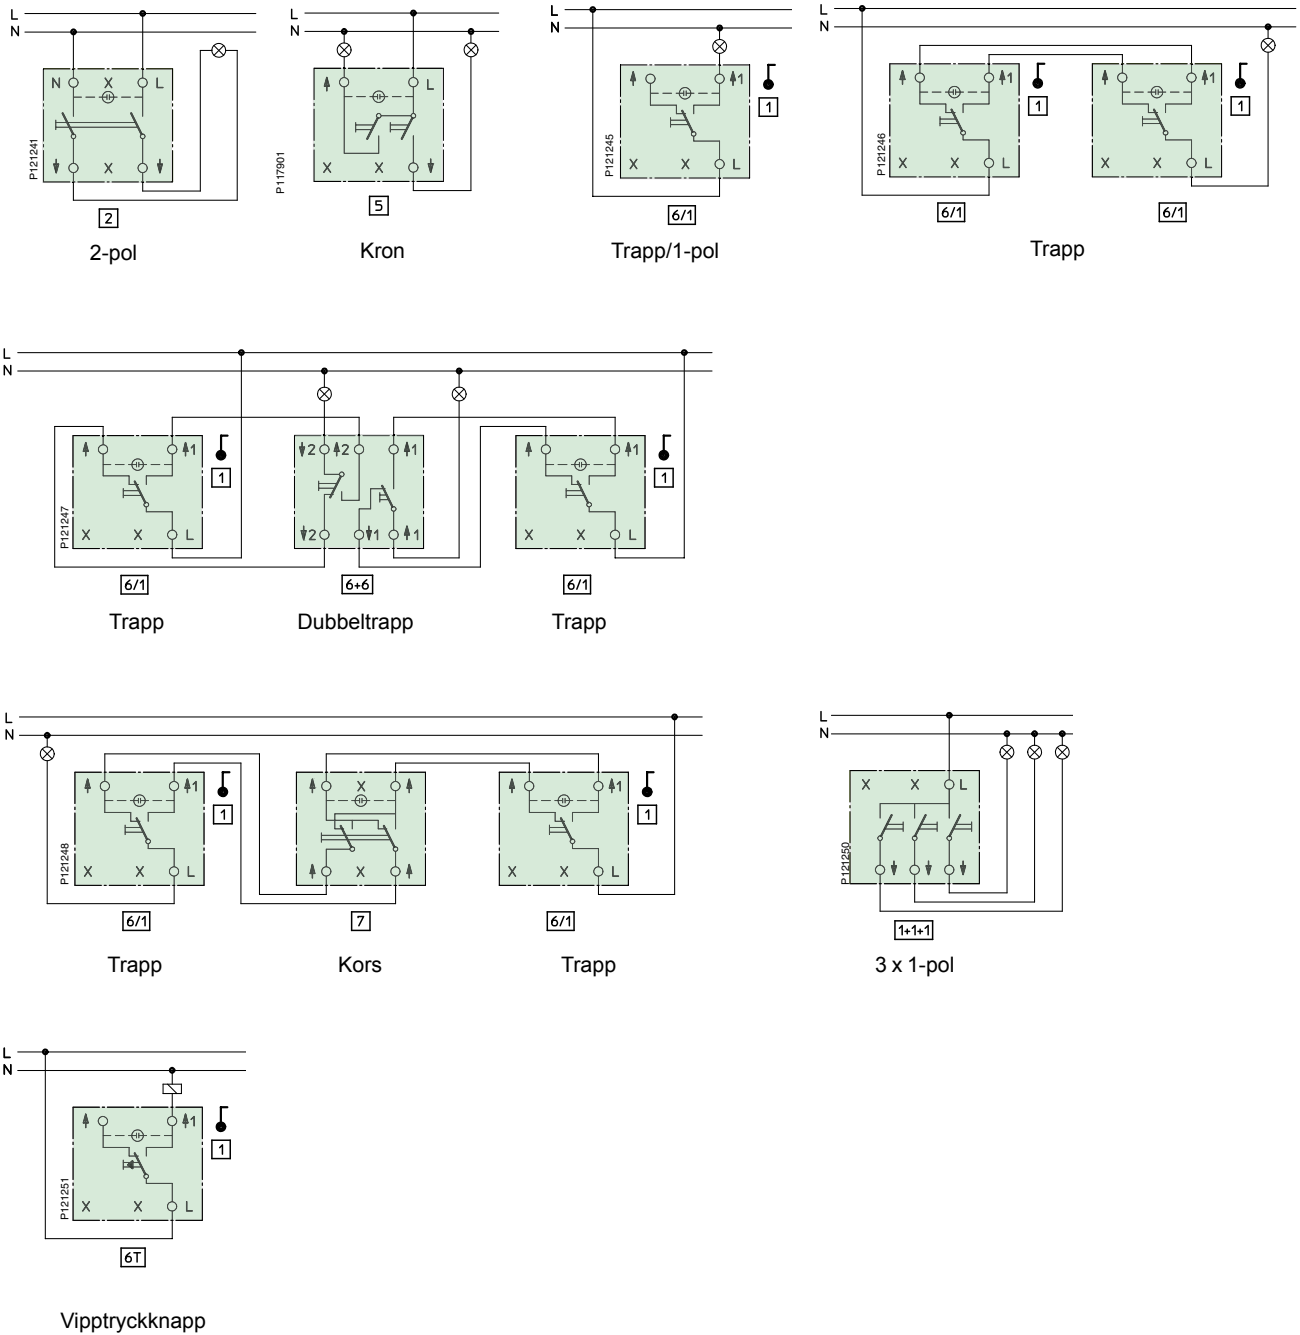 L
N
N X L
X
P121241
2
2-pol
L
N
L
X X
P117901
5
Kron
L
N
1
1
X X L
P121245
6/1
Trapp/1-pol
L
N
1
1
X X L
P121246
6/1
1
1
X X L
6/1
Trapp
L
N
1
1
X X L
P121247
6/1
Trapp
2 2 1
2 1 1
6+6
Dubbeltrapp
1
1
X X L
6/1
Trapp
L
N
1
1
X X L
P121248
6/1
Trapp
X
X
7
Kors
1
1
X X L
6/1
Trapp
L
N
X X L
P121250
1+1+1
3 x 1-pol
L
N
1
1
X X L
P121251
6T
Vipptryckknapp